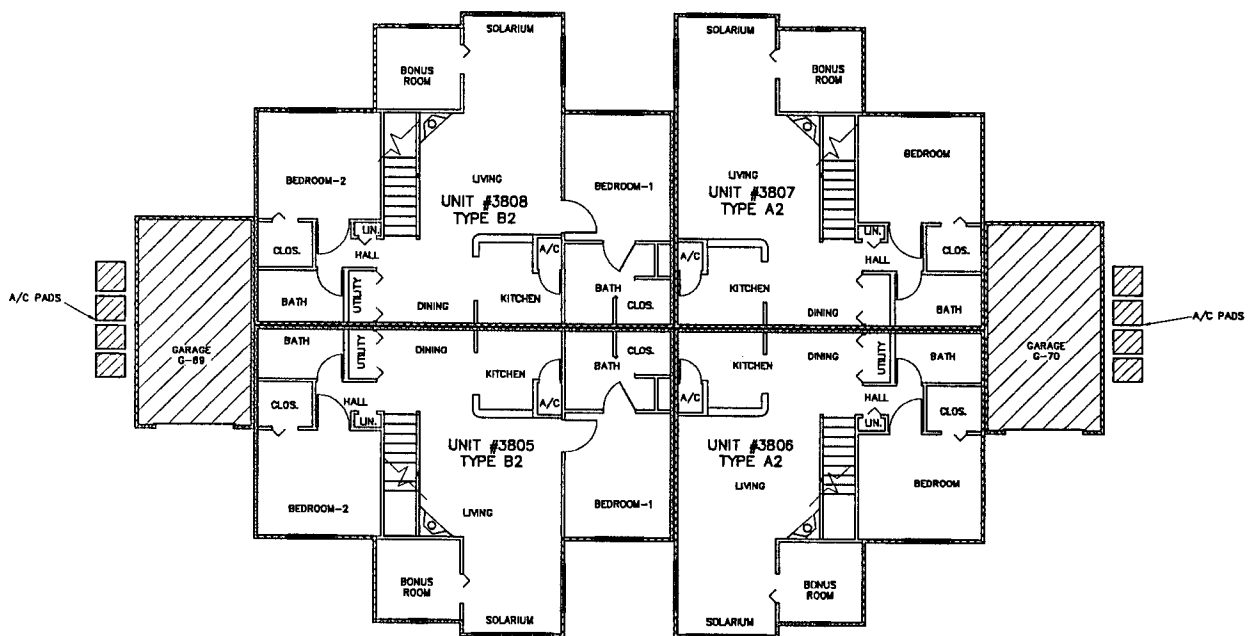 SOLARIUM
SOLARIUM
BONUS
ROOM
BONUS
ROOM
BEDROOM-2
LIVING
BEDROOM-1
LIVING
BEDROOM
UNIT #3808
TYPE B2
UNIT #3807
TYPE A2
LIN.
LIN.
CLOS.
HALL
A/C
A/C
HALL
CLOS.
BATH
UTILITY
DINING
KITCHEN
BATH
CLOS.
KITCHEN
DINING
BATH
A/C PADS
A/C PADS
GARAGE
G-69
GARAGE
G-70
BATH
UTILITY
DINING
KITCHEN
BATH
CLOS.
KITCHEN
DINING
UTILITY
BATH
CLOS.
HALL
LIN.
A/C
A/C
HALL
LIN.
CLOS.
UNIT #3805
TYPE B2
UNIT #3806
TYPE A2
BEDROOM-2
LIVING
BEDROOM-1
LIVING
BEDROOM
BONUS
ROOM
BONUS
ROOM
SOLARIUM
SOLARIUM